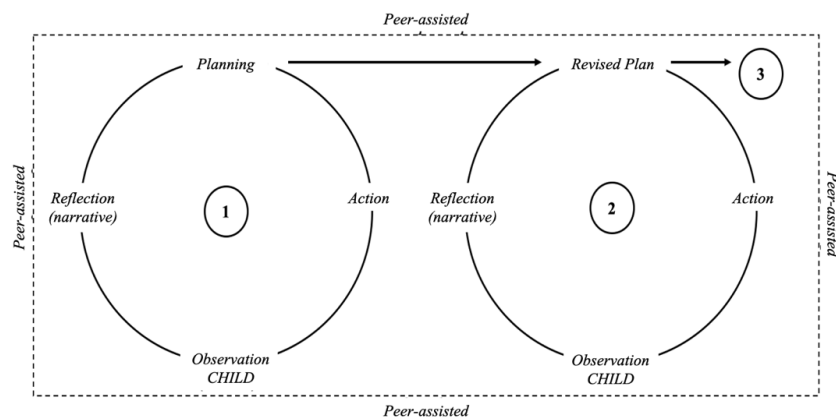 Peer-assisted
Planning
Revised Plan
3
Peer-assisted
Reflection
(narrative)
1
Action
Reflection
(narrative)
2
Action
Peer-assisted
Observation
CHILD
Observation
CHILD
Peer-assisted